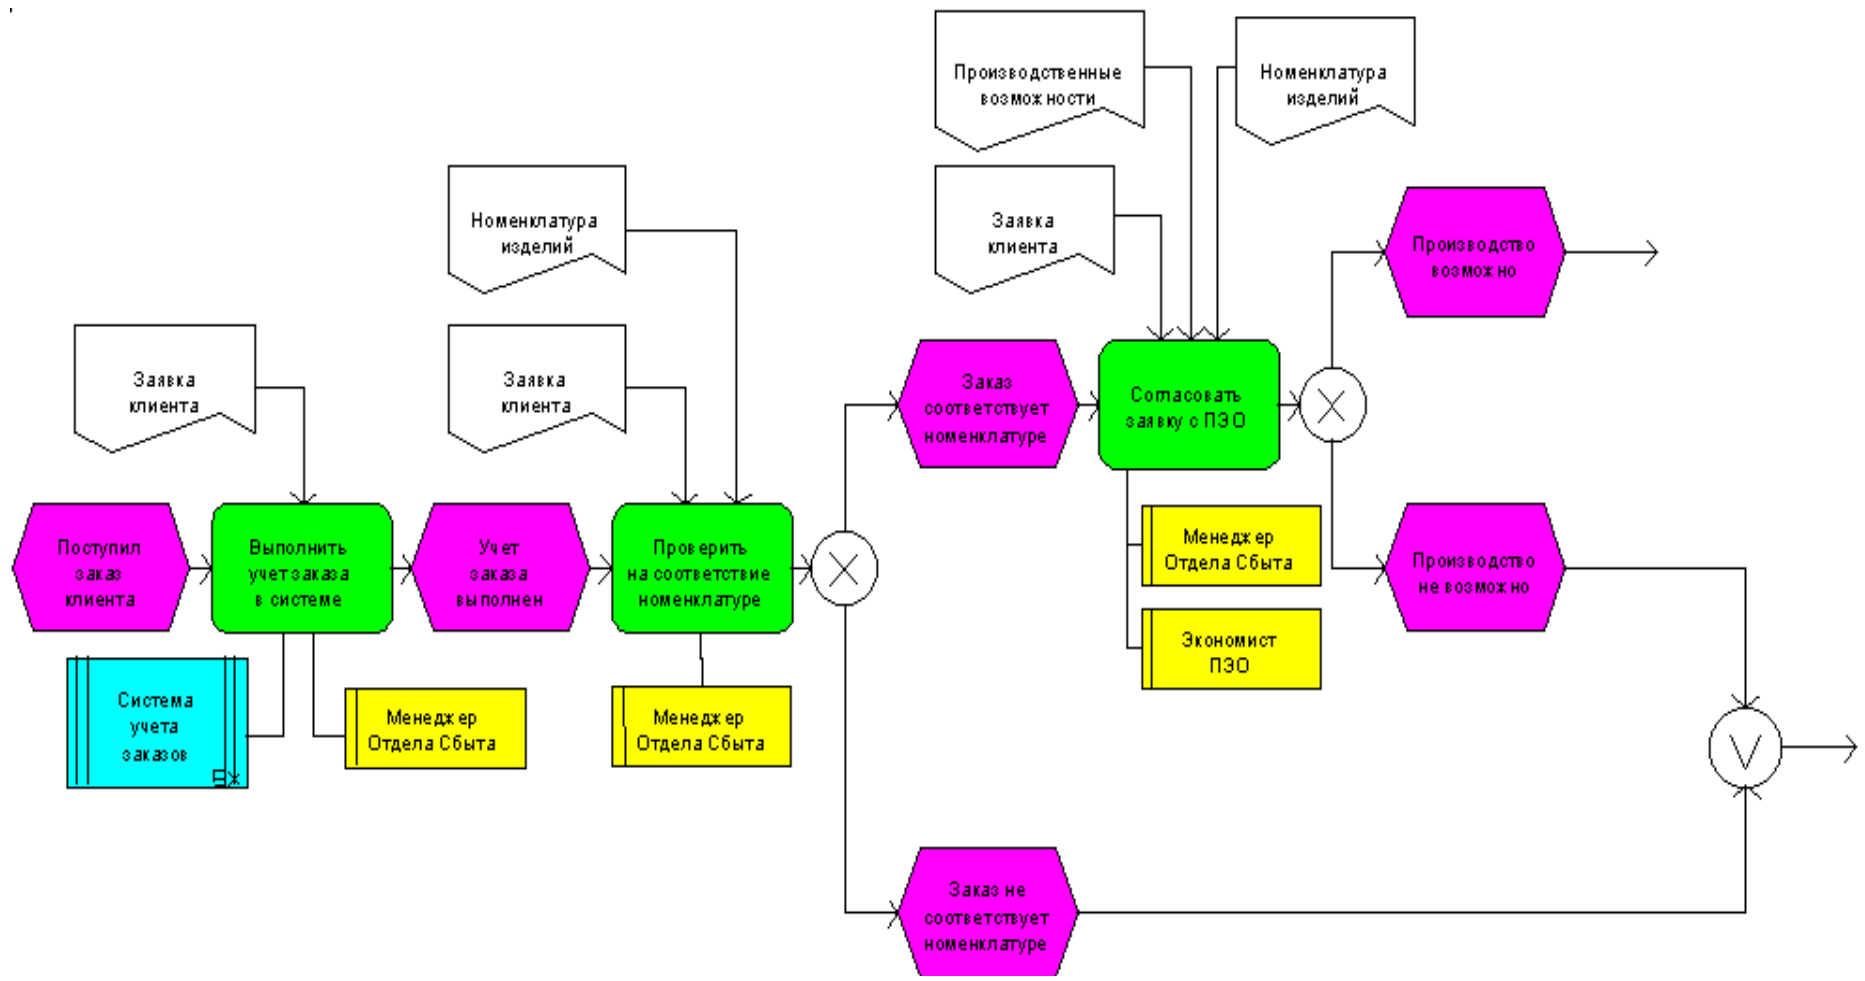 Производственные
возможности
Номенклатура
изделий
Номенклатура
изделий
Заявка
клиента
Производство
возможно
Заявка
клиента
Заявка
клиента
Заказ
соответствует
номенклатуре
Согласовать
заявку с ПЭО
X
Поступил
заказ
клиента
Выполнить
учет заказа
в системе
Учет
заказа
выполнен
Проверить
на соответствие
номенклатуре
X
Менеджер
Отдела Сбыта
Производство
не возможно
Экономист
ПЭО
Система
учета
заказов
Менеджер
Отдела Сбыта
Менеджер
Отдела Сбыта
V
Заказ не
соответствует
номенклатуре